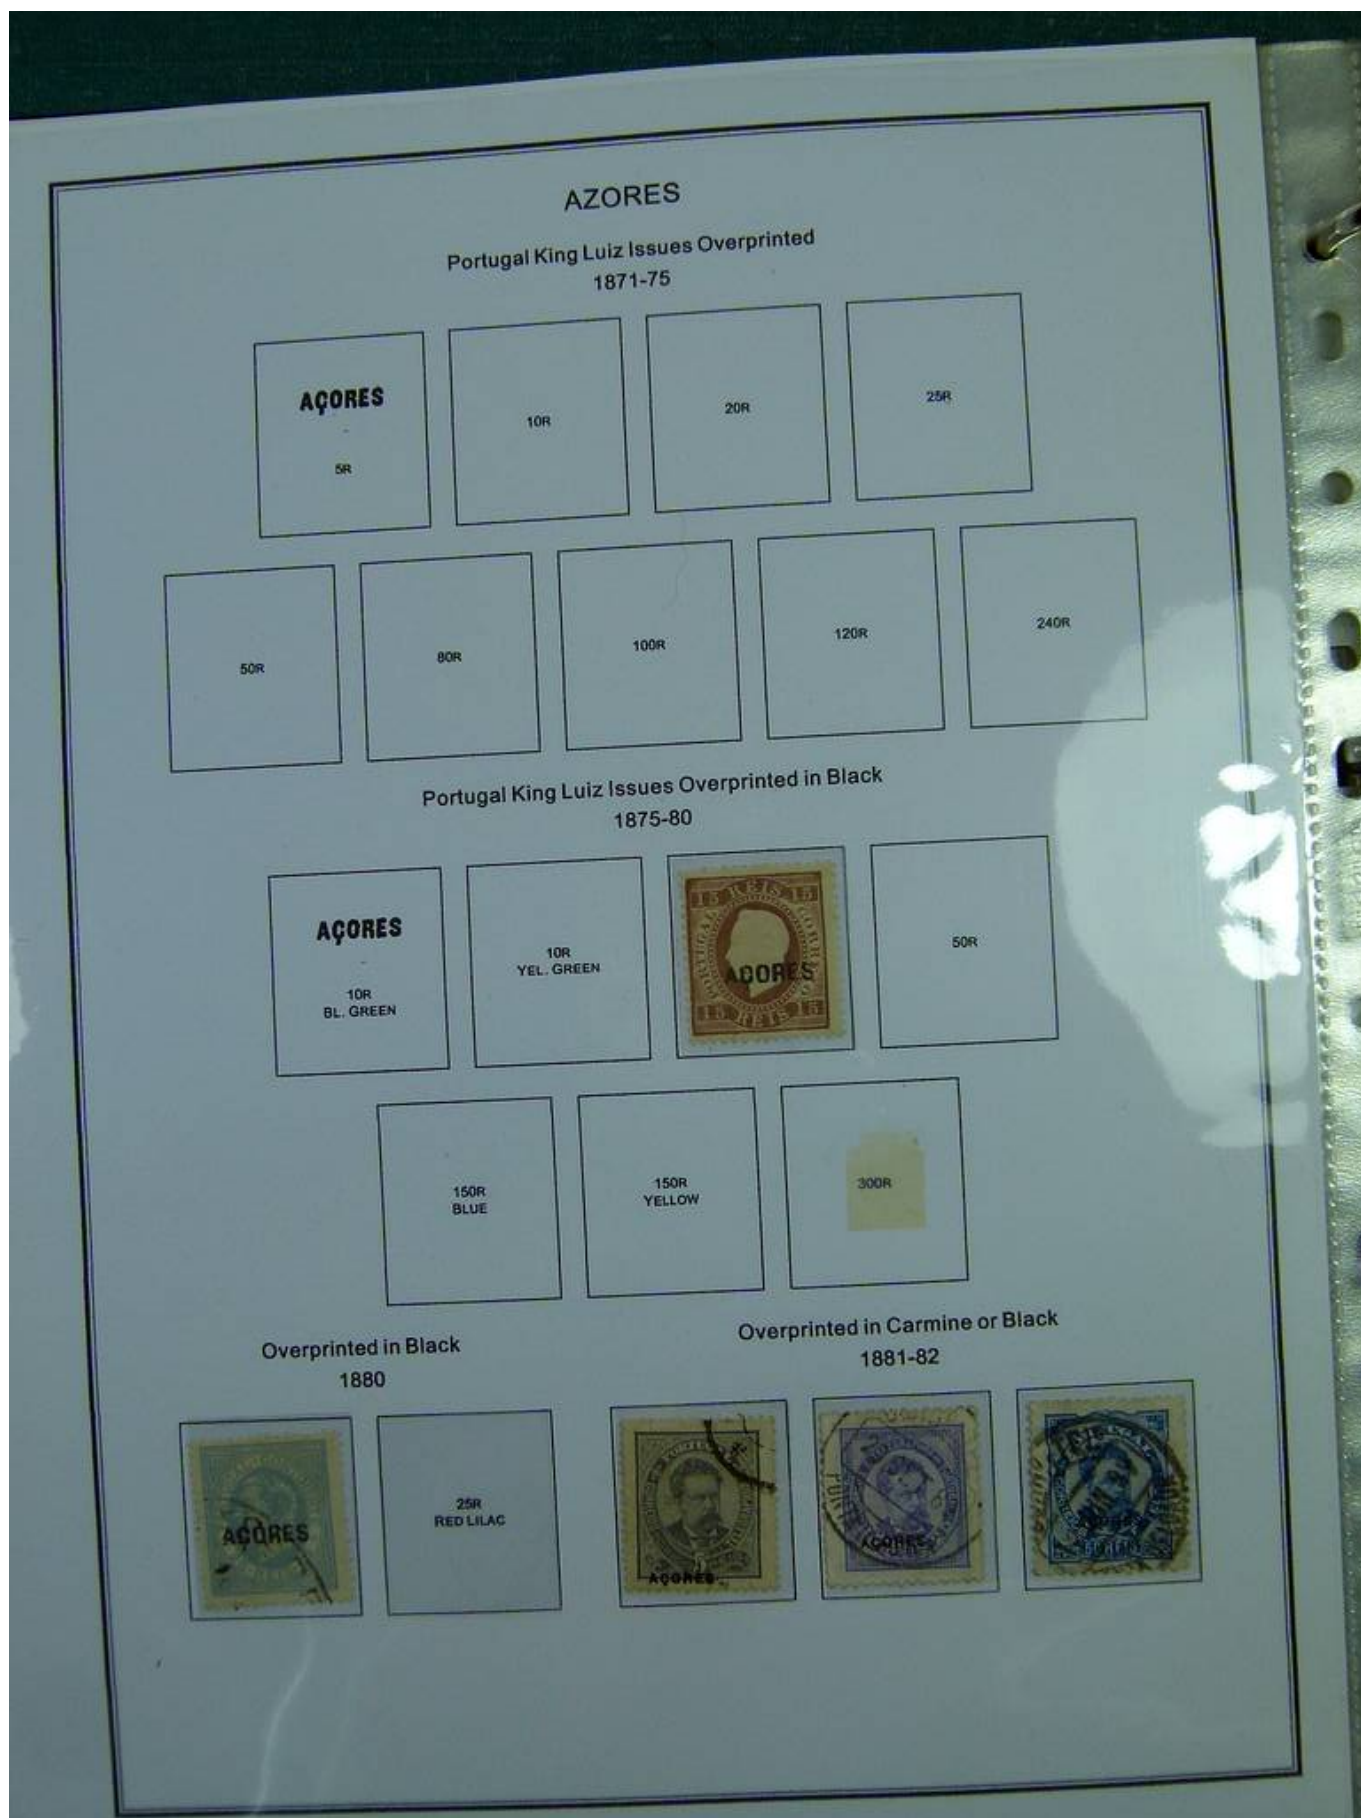 AZORES
Portugal King Luiz Issues Overprinted
1871-75
AÇORES
5R
10R
20R
25R
50R
80R
100R
120R
240R
Portugal King Luiz Issues Overprinted in Black
1875-80
AÇORES
10R
BL. GREEN
10R
YEL. GREEN
15 REIS 15
PORTUGAL
CORREIO
AÇORES
15 REIS 15
50R
150R
BLUE
150R
YELLOW
300R
Overprinted in Black
1880
Overprinted in Carmine or Black
1881-82
AÇORES
25R
RED LILAC
5
AÇORES
AÇORES
AÇORES